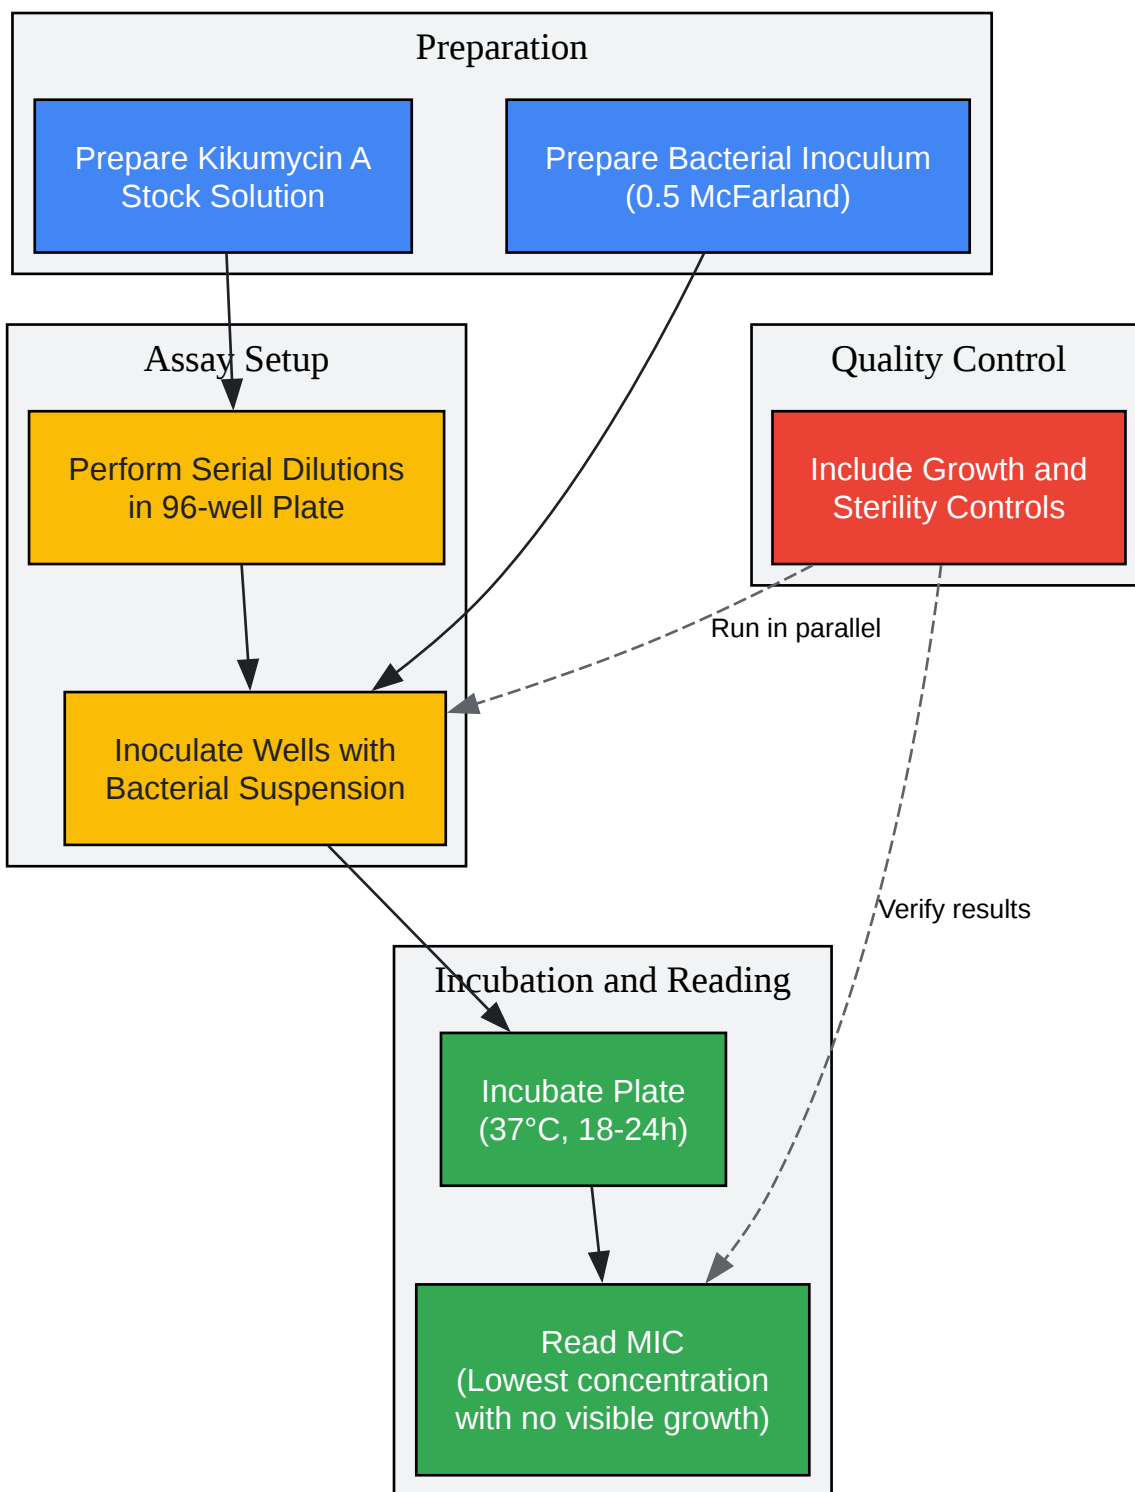 Preparation
Prepare Kikumycin A
Stock Solution
Prepare Bacterial Inoculum
(0.5 McFarland)
Assay Setup
Quality Control
Perform Serial Dilutions
in 96-well Plate
Include Growth and
Sterility Controls
Run in parallel
Inoculate Wells with
Bacterial Suspension
Verify results
Incubation and Reading
Incubate Plate
(37°C, 18-24h)
Read MIC
(Lowest concentration
with no visible growth)